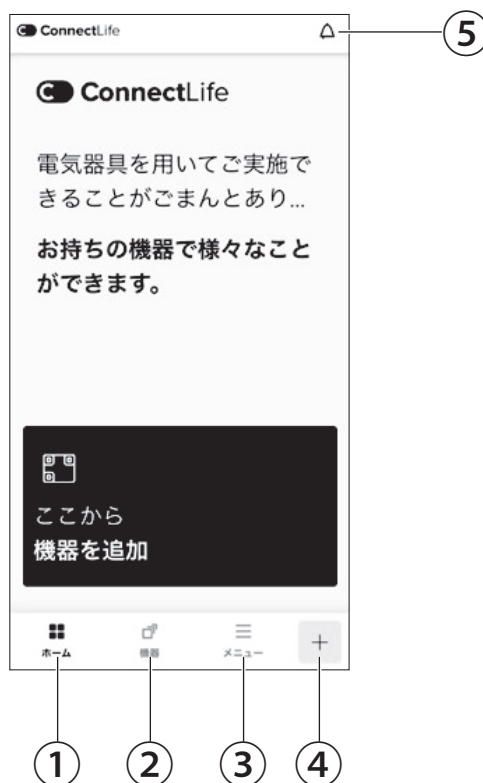 ConnectLife
⑤
ConnectLife
電気器具を用いてご実施で
きることがごまんとあり...
お持ちの機器で様々なこと
ができます。
ここから
機器を追加
ホーム
機器
メニュー
+
①
②
③
④